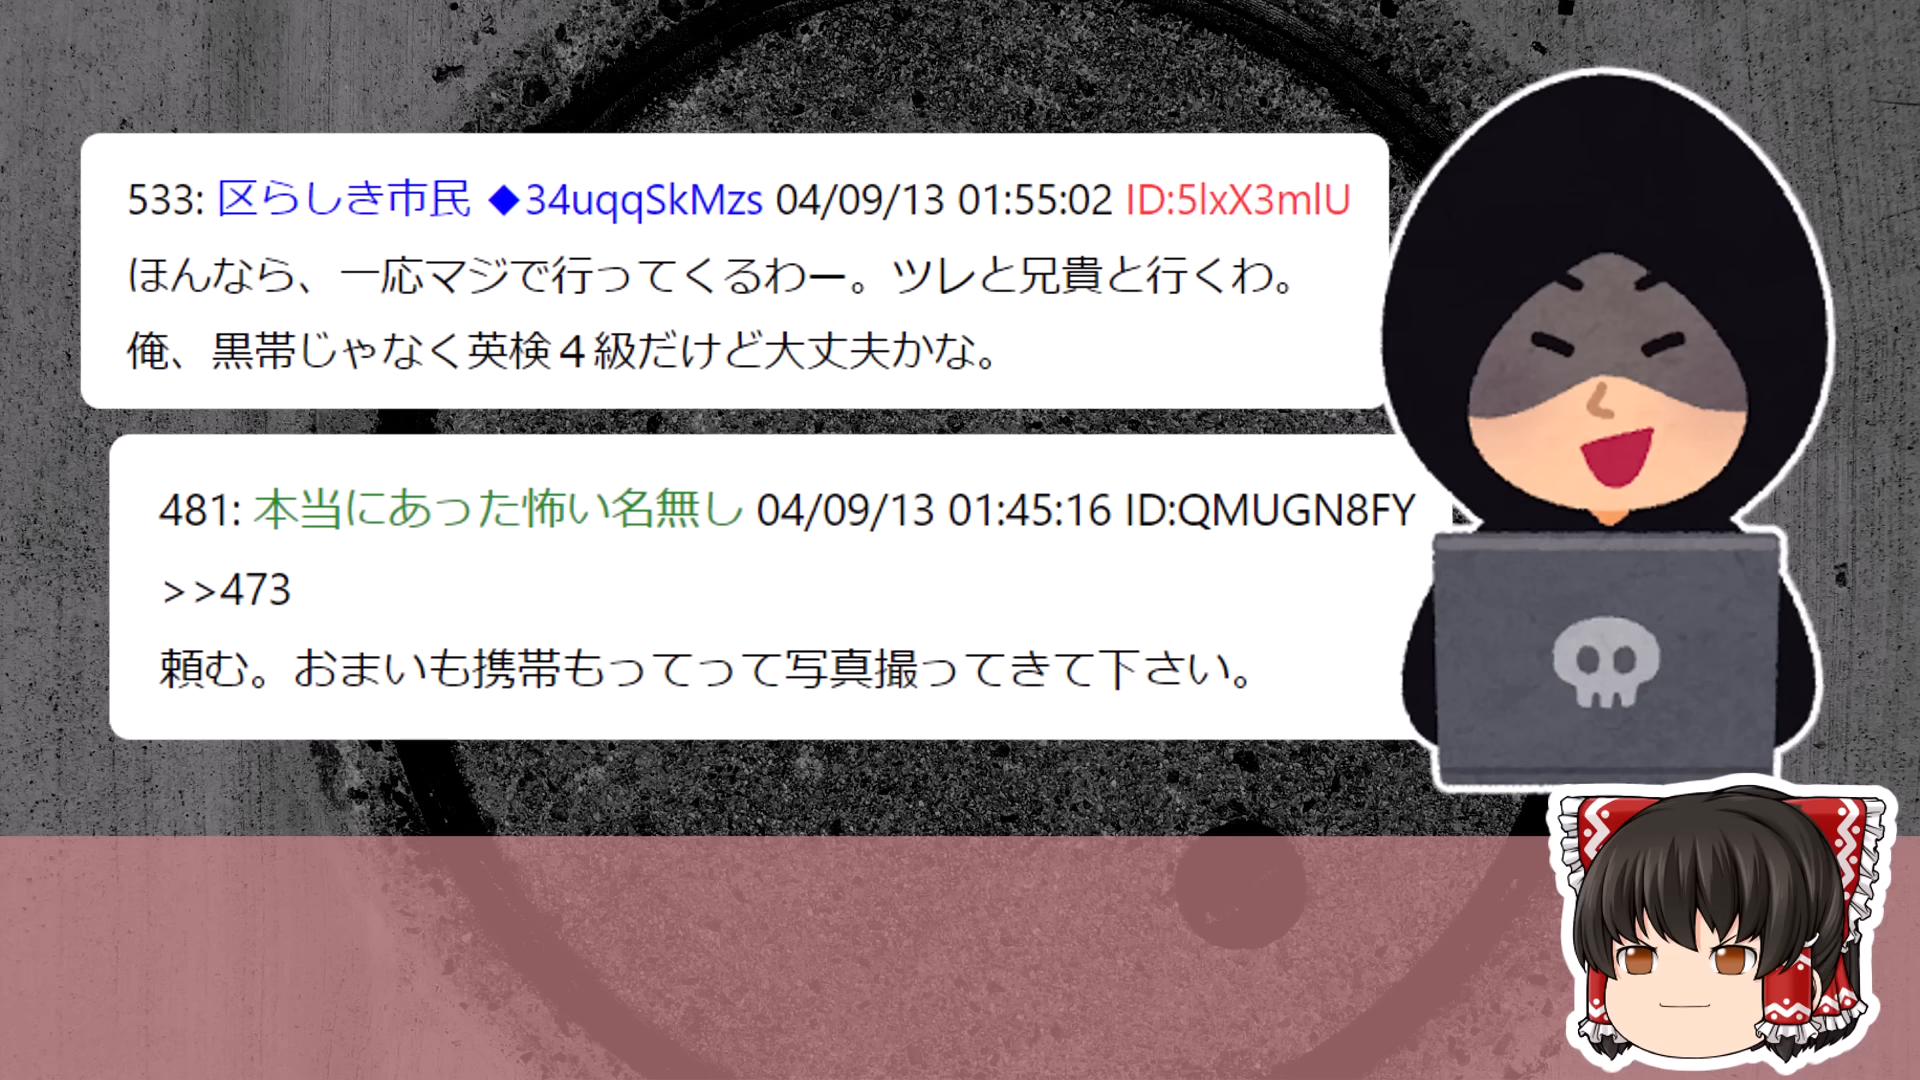 533: 区らしき市民 ◆34uqqSkMzs 04/09/13 01:55:02 ID:5lxX3mlU
ほんなら、一応マジで行ってくるわー。ツレと兄貴と行くわ。
俺、黒帯じゃなく英検４級だけど大丈夫かな。
481: 本当にあった怖い名無し 04/09/13 01:45:16 ID:QMUGN8FY
>>473
頼む。おまいも携帯もってって写真撮ってきて下さい。